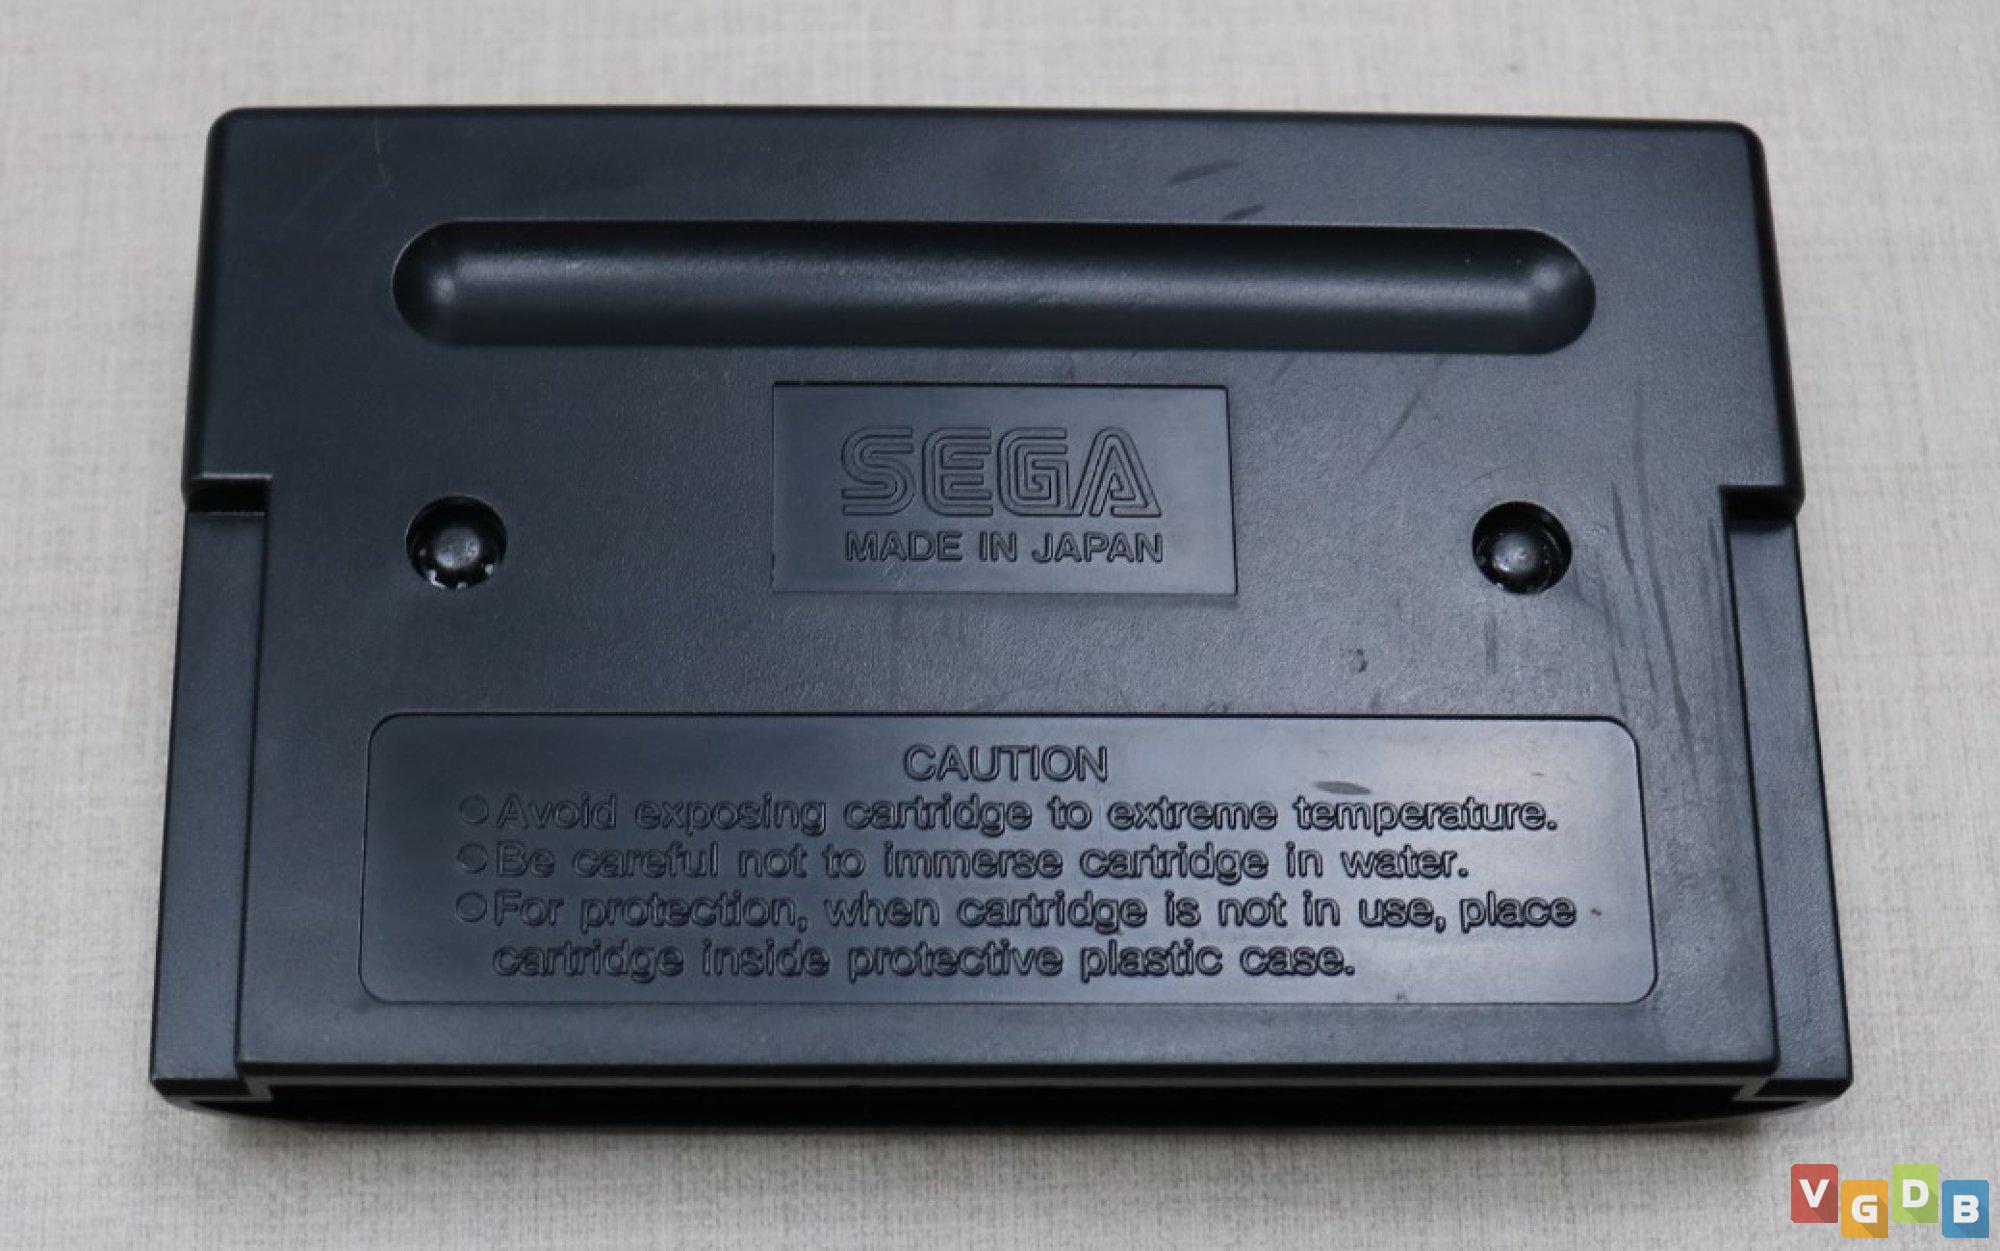 SEGA
MADE IN JAPAN
CAUTION
●Avoid exposing cartridge to extreme temperature.
●Be careful not to immerse cartridge in water.
●For protection, when cartridge is not in use, place
cartridge inside protective plastic case.
VGDB